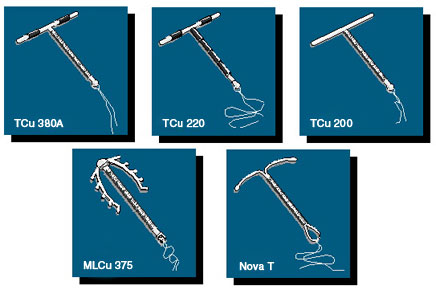 TCu 380A
TCu 220
TCu 200
MLCu 375
Nova T